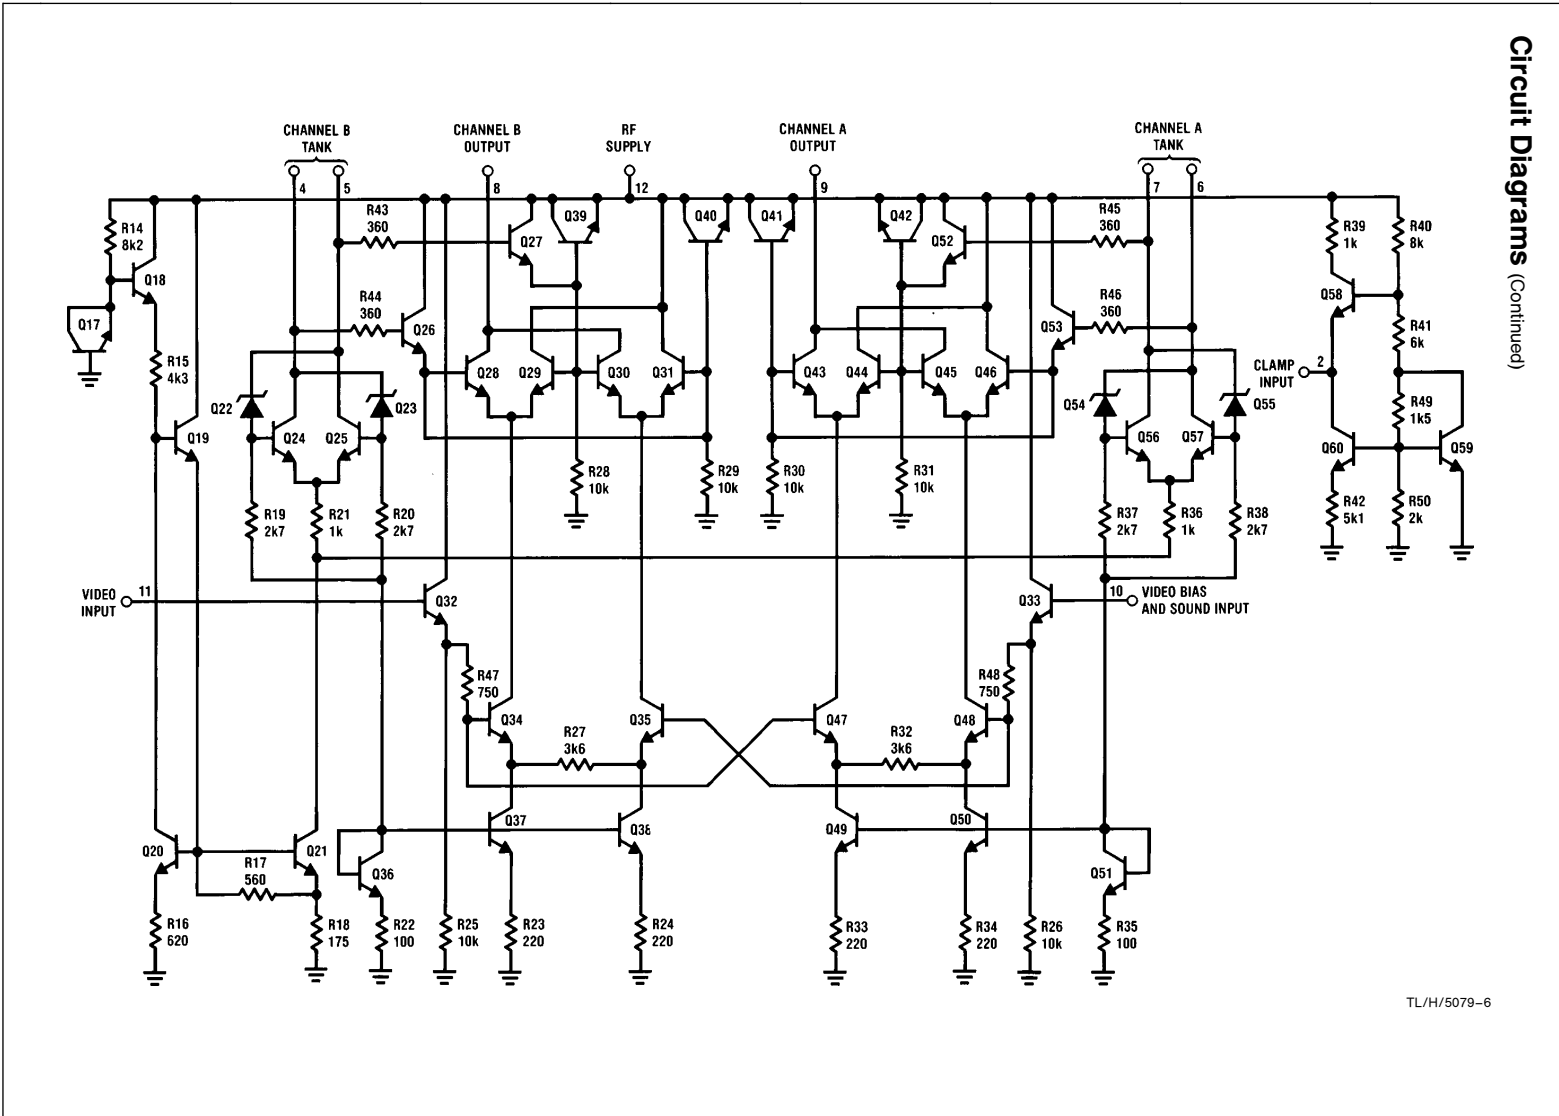 Circuit Diagrams (Continued)
CHANNEL B
TANK
CHANNEL B
OUTPUT
RF
SUPPLY
CHANNEL A
OUTPUT
CHANNEL A
TANK
4
5
8
12
9
7
6
R14
8k2
Q18
Q17
R15
4k3
R43
360
R44
360
Q26
Q27
Q39
Q40
Q41
Q42
Q52
R45
360
R46
360
Q53
R39
1k
R40
8k
Q58
R41
6k
CLAMP
INPUT
2
R49
1k5
Q22
Q23
Q19
Q24
Q25
Q28
Q29
Q30
Q31
Q43
Q44
Q45
Q46
Q54
Q55
Q56
Q57
Q60
Q59
R28
10k
R29
10k
R30
10k
R31
10k
R19
2k7
R21
1k
R20
2k7
R37
2k7
R36
1k
R38
2k7
R42
5k1
R50
2k
VIDEO
INPUT
11
Q32
Q33
10
VIDEO BIAS
AND SOUND INPUT
R47
750
R48
750
Q34
R27
3k6
Q35
Q47
R32
3k6
Q48
Q37
Q38
Q49
Q50
Q20
R17
560
Q21
Q36
Q51
R16
620
R18
175
R22
100
R25
10k
R23
220
R24
220
R33
220
R34
220
R26
10k
R35
100
TL/H/5079–6